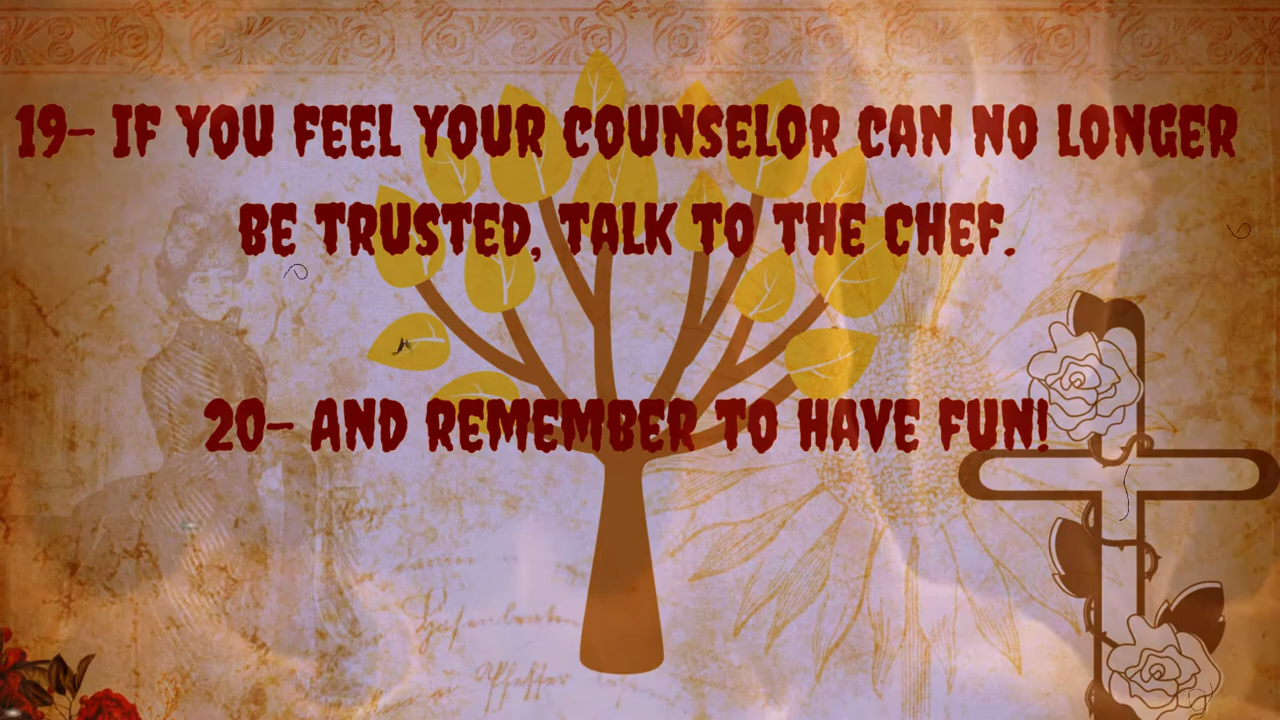 19- IF YOU FEEL YOUR COUNSELOR CAN NO LONGER
BE TRUSTED, TALK TO THE CHEF.
20- AND REMEMBER TO HAVE FUN!
Pfeffer